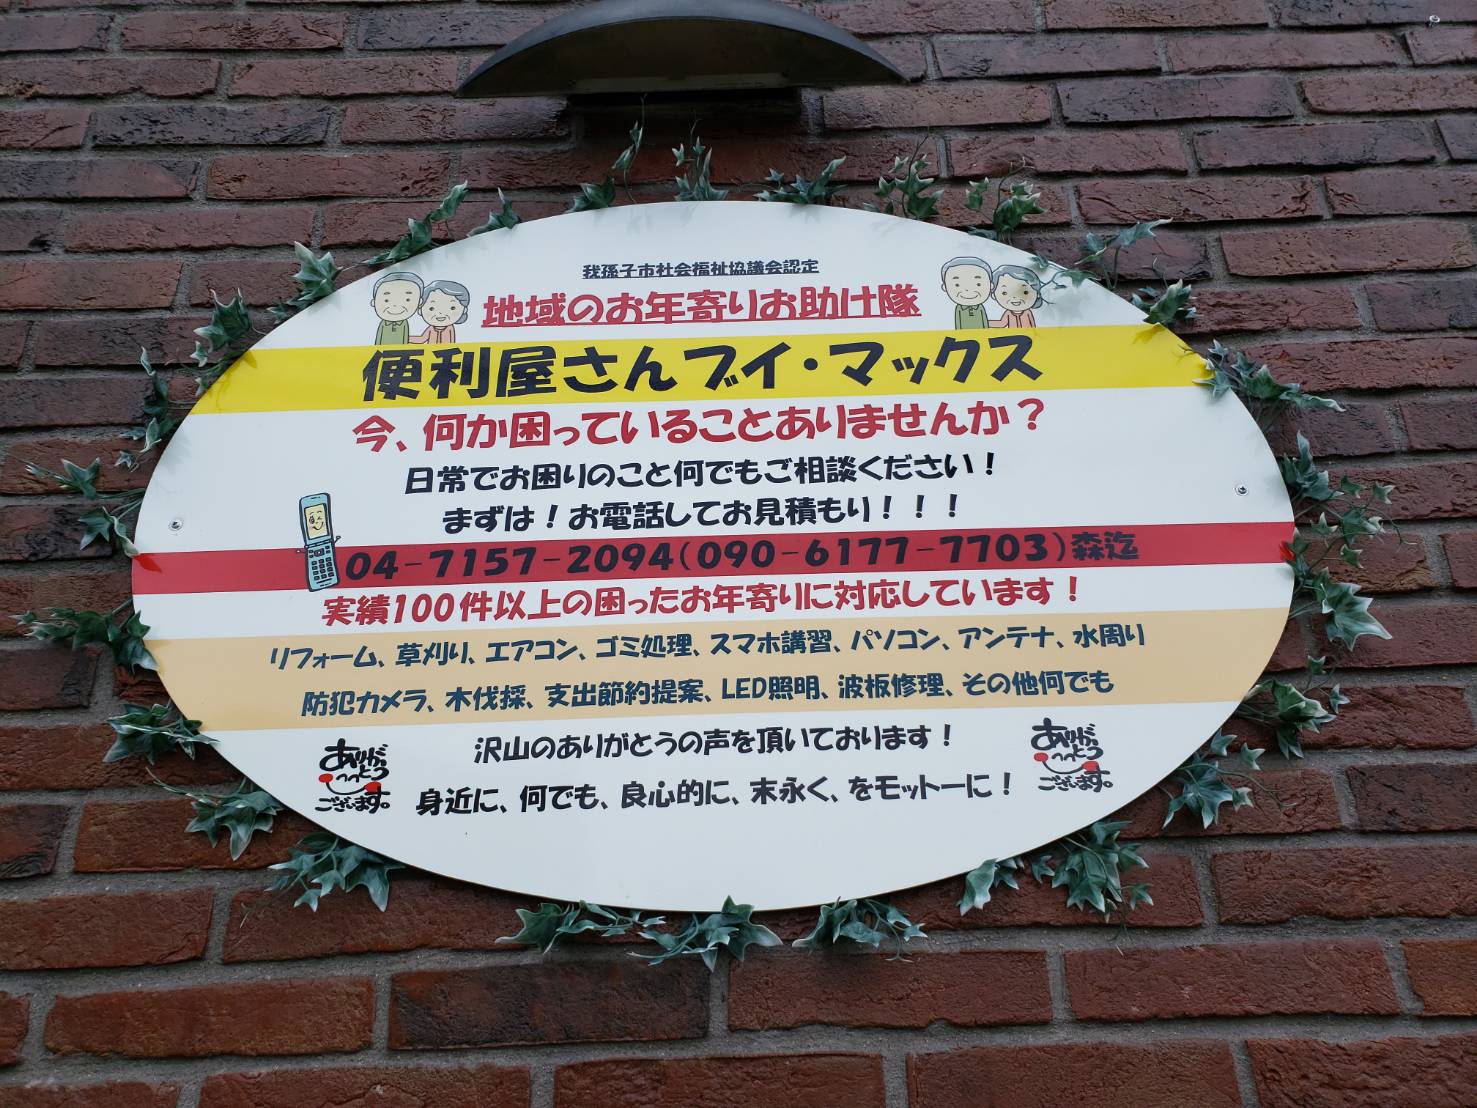 我孫子市社会福祉協議会認定
地域のお年寄りお助け隊
便利屋さんブイ・マックス
今、何か困っていることありませんか？
日常でお困りのこと何でもご相談ください！
まずは！お電話してお見積もり！！！
04-7157-2094(090-6177-7703)森迄
実績100件以上の困ったお年寄りに対応しています！
リフォーム、草刈り、エアコン、ゴミ処理、スマホ講習、パソコン、アンテナ、水周り
防犯カメラ、木伐採、支出節約提案、LED照明、波板修理、その他何でも
沢山のありがとうの声を頂いております！
身近に、何でも、良心的に、末永く、をモットーに！
ありがとうございます。
ありがとうございます。